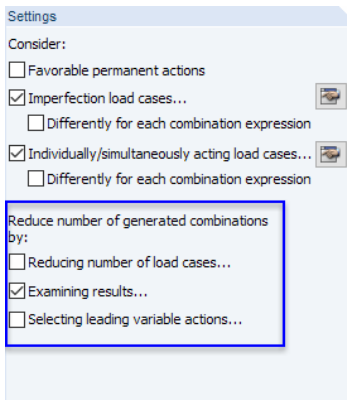 Settings
Consider:
Favorable permanent actions
Imperfection load cases...
Differently for each combination expression
Individually/simultaneously acting load cases...
Differently for each combination expression
Reduce number of generated combinations
by:
Reducing number of load cases...
Examining results...
Selecting leading variable actions...